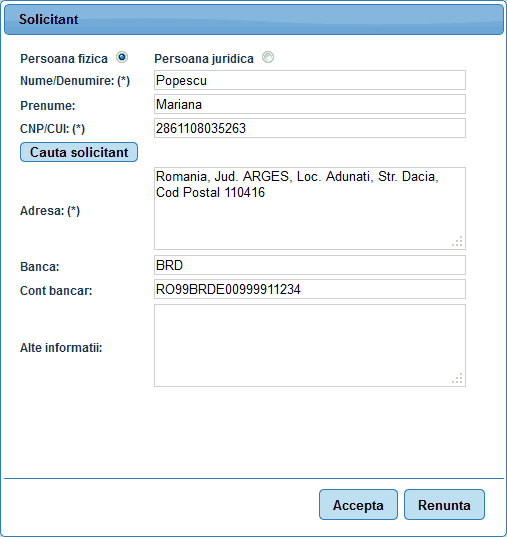 Solicitant
Persoana fizica Persoana juridica
Nume/Denumire: (*) Popescu
Prenume: Mariana
CNP/CUI: (*) 2861108035263
Cauta solicitant
Adresa: (*) Romania, Jud. ARGES, Loc. Adunati, Str. Dacia,
Cod Postal 110416
Banca: BRD
Cont bancar: RO99BRDE00999911234
Alte informatii:
Accepta Renunta